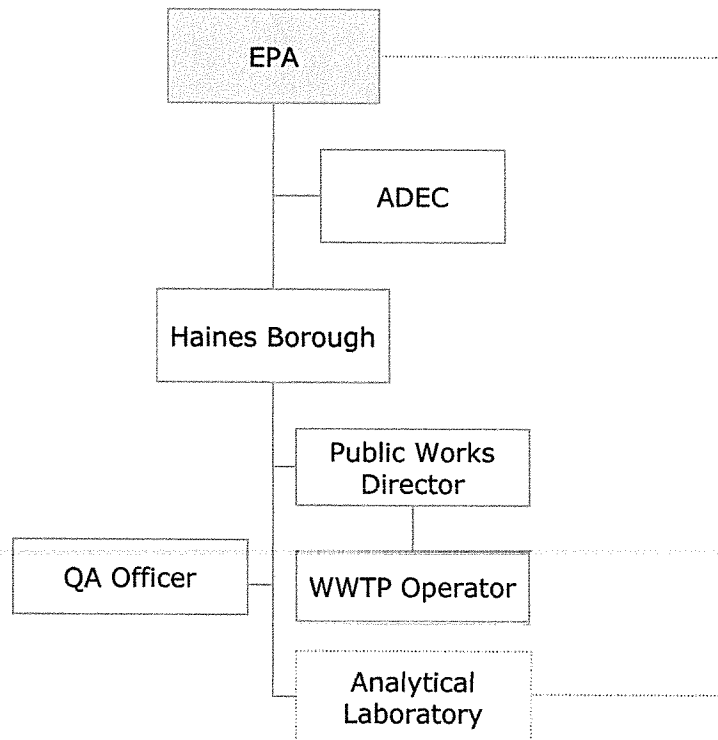 EPA
ADEC
Haines Borough
Public Works
Director
QA Officer
WWTP Operator
Analytical
Laboratory